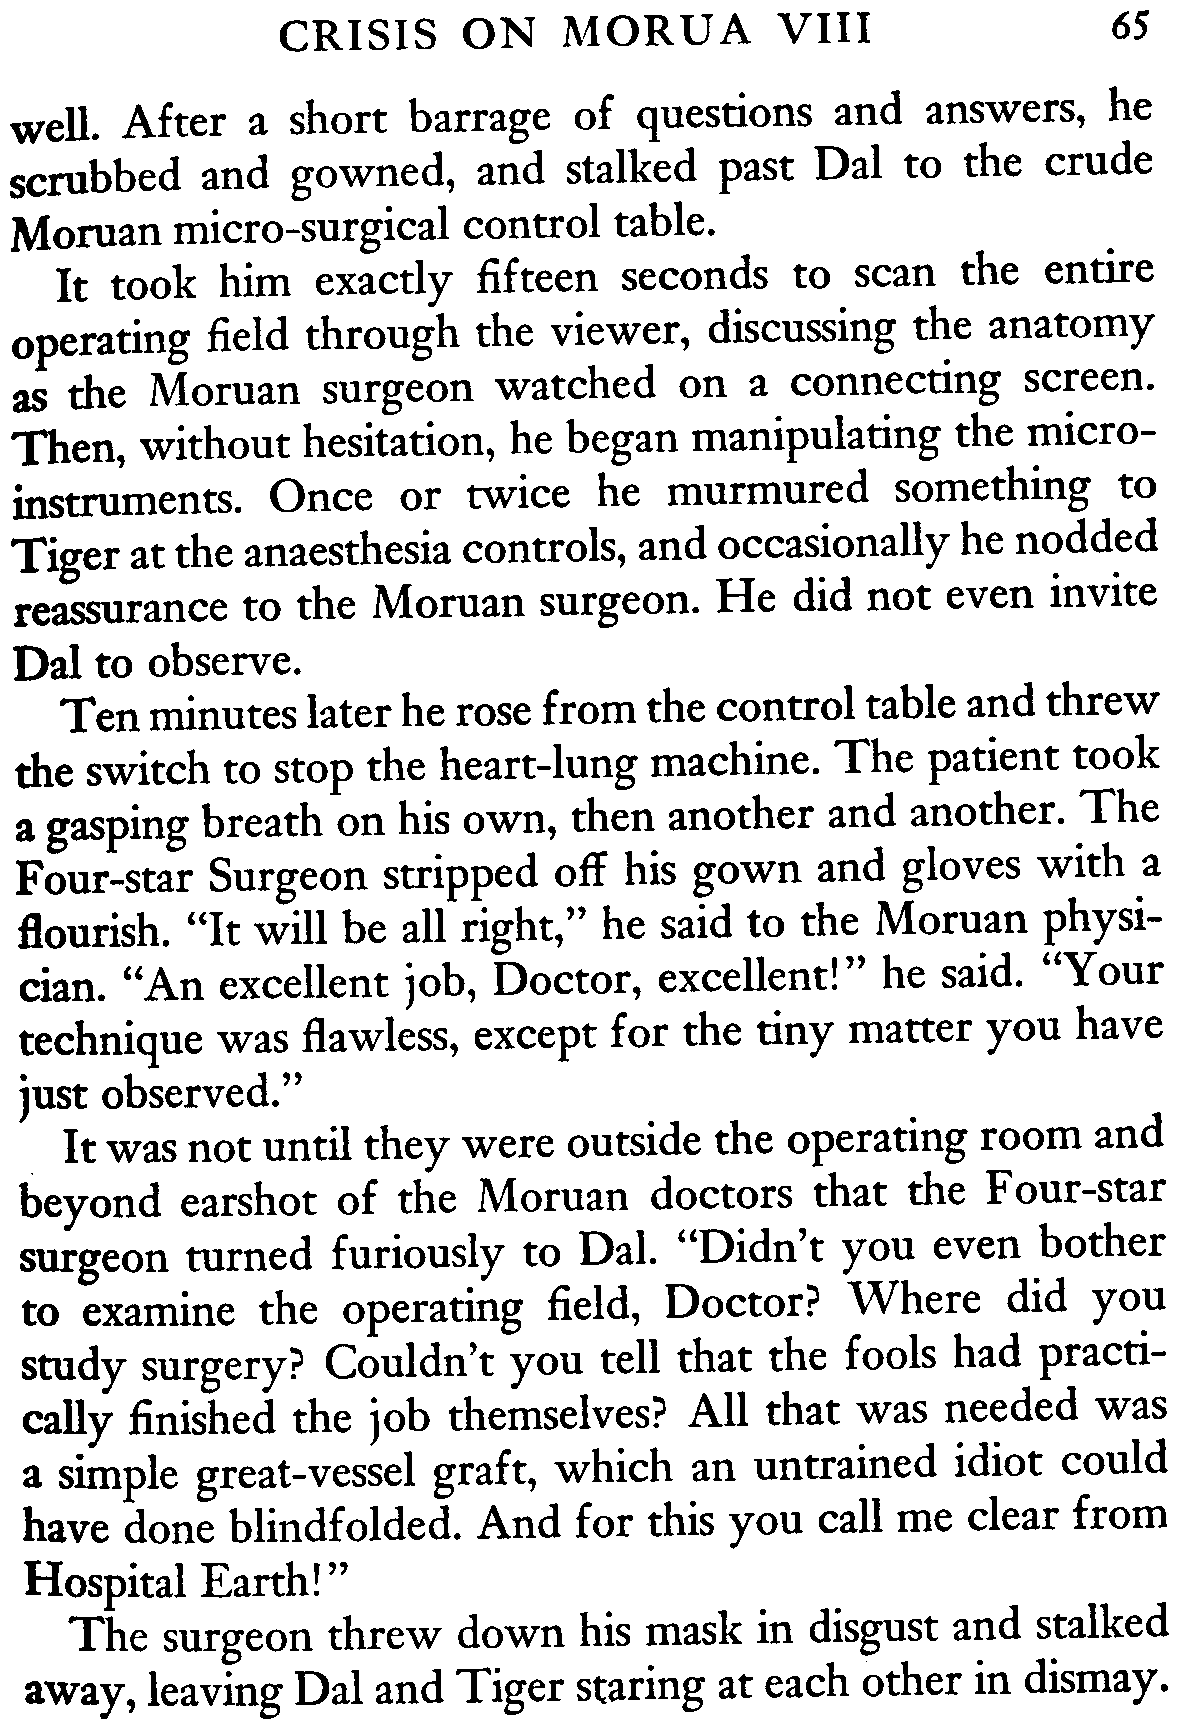 CRISIS ON MORUA VIII 65
well. After a short barrage of questions and answers, he
scrubbed and gowned, and stalked past Dal to the crude
Moruan micro-surgical control table.
It took him exactly fifteen seconds to scan the entire
operating field through the viewer, discussing the anatomy
as the Moruan surgeon watched on a connecting screen.
Then, without hesitation, he began manipulating the micro-
instruments. Once or twice he murmured something to
Tiger at the anaesthesia controls, and occasionally he nodded
reassurance to the Moruan surgeon. He did not even invite
Dal to observe.
Ten minutes later he rose from the control table and threw
the switch to stop the heart-lung machine. The patient took
a gasping breath on his own, then another and another. The
Four-star Surgeon stripped off his gown and gloves with a
flourish. “It will be all right,” he said to the Moruan physi-
cian. “An excellent job, Doctor, excellent!” he said. “Your
technique was flawless, except for the tiny matter you have
just observed.”
It was not until they were outside the operating room and
beyond earshot of the Moruan doctors that the Four-star
surgeon turned furiously to Dal. “Didn’t you even bother
to examine the operating field, Doctor? Where did you
study surgery? Couldn’t you tell that the fools had practi-
cally finished the job themselves? All that was needed was
a simple great-vessel graft, which an untrained idiot could
have done blindfolded. And for this you call me clear from
Hospital Earth!”
The surgeon threw down his mask in disgust and stalked
away, leaving Dal and Tiger staring at each other in dismay.